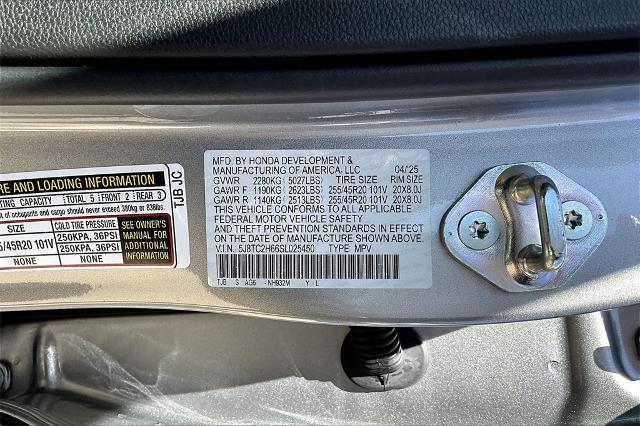 RE AND LOADING INFORMATION
TING CAPACITY TOTAL 5 FRONT 2 REAR 3
of occupants and cargo should never exceed 380kg or 838lbs.
SIZE COLD TIRE PRESSURE SEE OWNER'S MANUAL FOR ADDITIONAL INFORMATION
/45R20 101V 250KPA, 36PSI
/45R20 101V 250KPA, 36PSI
NONE NONE
TJB JC
MFD. BY HONDA DEVELOPMENT &
MANUFACTURING OF AMERICA, LLC 04/'25
GVWR 2280KG(5027LBS) TIRE SIZE RIM SIZE
GAWR F 1190KG(2623LBS) 255/45R20 101V 20X8.0J
GAWR R 1140KG(2513LBS) 255/45R20 101V 20X8.0J
THIS VEHICLE CONFORMS TO ALL APPLICABLE
FEDERAL MOTOR VEHICLE SAFETY
AND THEFT PREVENTION STANDARDS IN EFFECT
ON THE DATE OF MANUFACTURE SHOWN ABOVE.
V.I.N. 5J8TC2H66SL025450 TYPE MPV
TJB S AG6 -NH932M Y -L